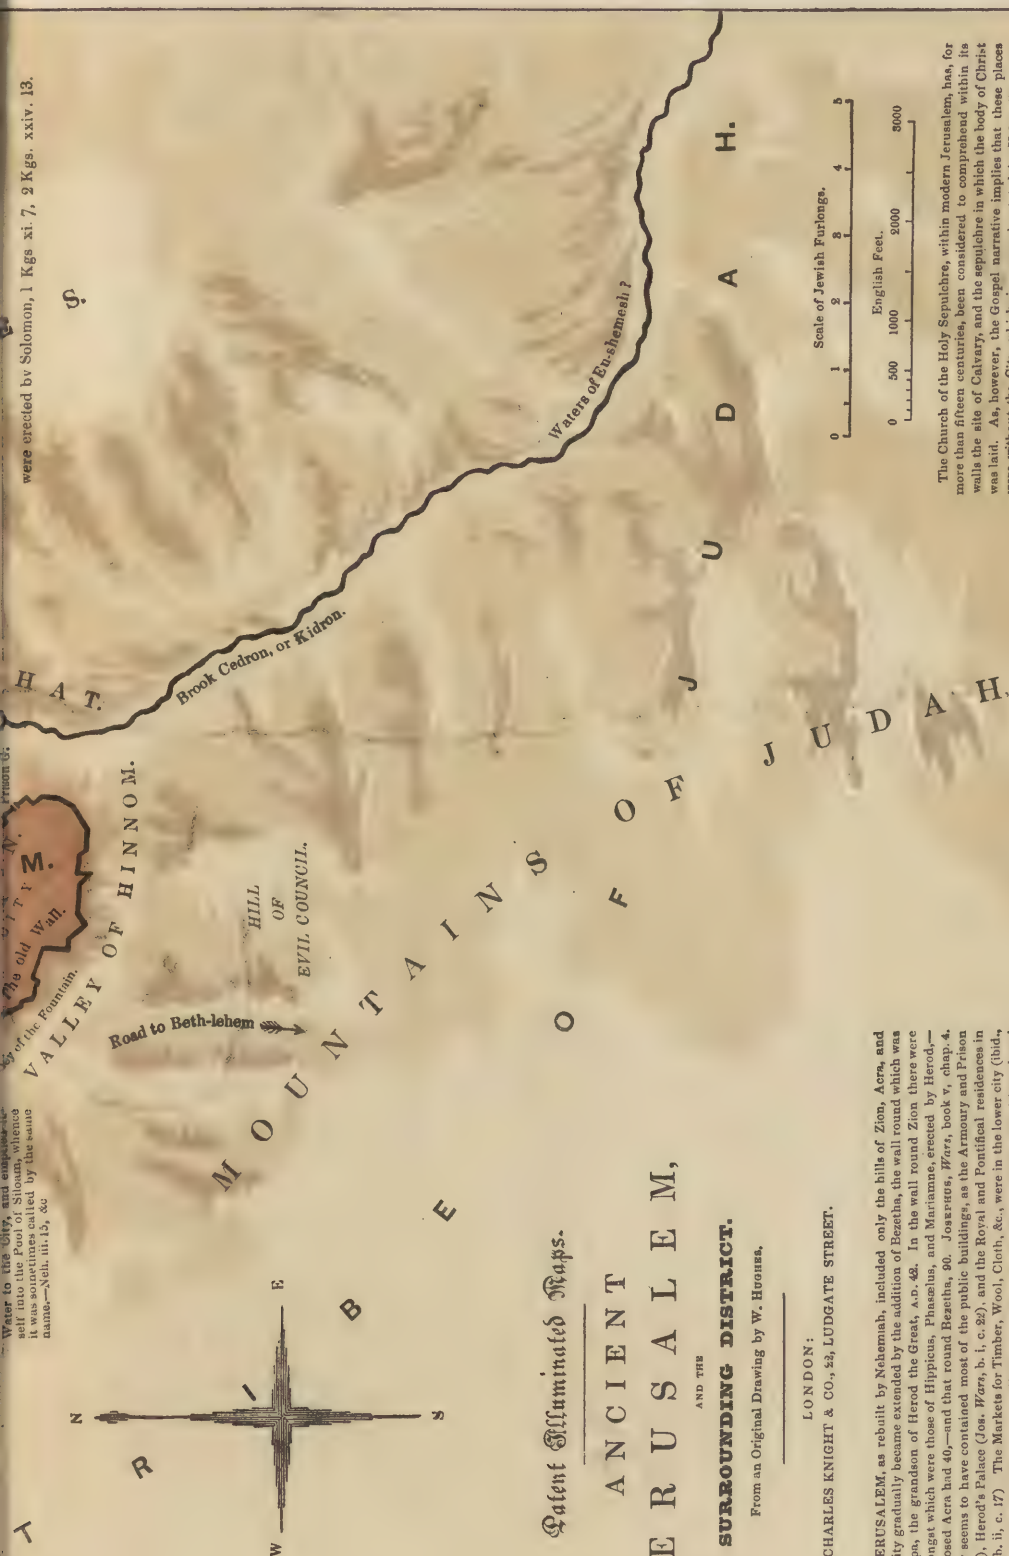 Water to the City, and emptied it-
self into the Pool of Siloam, whence
it was sometimes called by the same
name.—Neh. iii. 15, &c
were erected by Solomon, 1 Kgs xi. 7, 2 Kgs. xxiv. 13.
Prison G.
M.
The old Wall.
of the Fountain.
VALLEY OF HINNOM.
HAT.
S.
Brook Cedron, or Kidron.
Waters of En-shemesh?
Road to Beth-lehem
HILL
OF
EVIL COUNCIL.
MOUNTAINS OF JUDAH.
T R I B E
O F
J U D A H.
N
E
S
W
Patent Illuminated Maps.
ANCIENT
ERUSALEM,
AND THE
SURROUNDING DISTRICT.
From an Original Drawing by W. HUGHES.
LONDON:
CHARLES KNIGHT & CO., 22, LUDGATE STREET.
Scale of Jewish Furlongs.
0 1 2 3 4 5
English Feet.
0 500 1000 2000 3000
ERUSALEM, as rebuilt by Nehemiah, included only the hills of Zion, Acra, and
ity gradually became extended by the addition of Bezetha, the wall round which was
pa, the grandson of Herod the Great, A.D. 42. In the wall round Zion there were
ngst which were those of Hippicus, Phasælus, and Mariamne, erected by Herod,—
osed Acra had 40,—and that round Bezetha, 90. JOSEPHUS, Wars, book v, chap. 4.
seems to have contained most of the public buildings, as the Armoury and Prison
), Herod's Palace (Jos. Wars, b. i, c. 22), and the Royal and Pontifical residences in
b. ii, c. 17) The Markets for Timber, Wool, Cloth, &c., were in the lower city (ibid.,
The Church of the Holy Sepulchre, within modern Jerusalem, has, for
more than fifteen centuries, been considered to comprehend within its
walls the site of Calvary, and the sepulchre in which the body of Christ
was laid. As, however, the Gospel narrative implies that these places